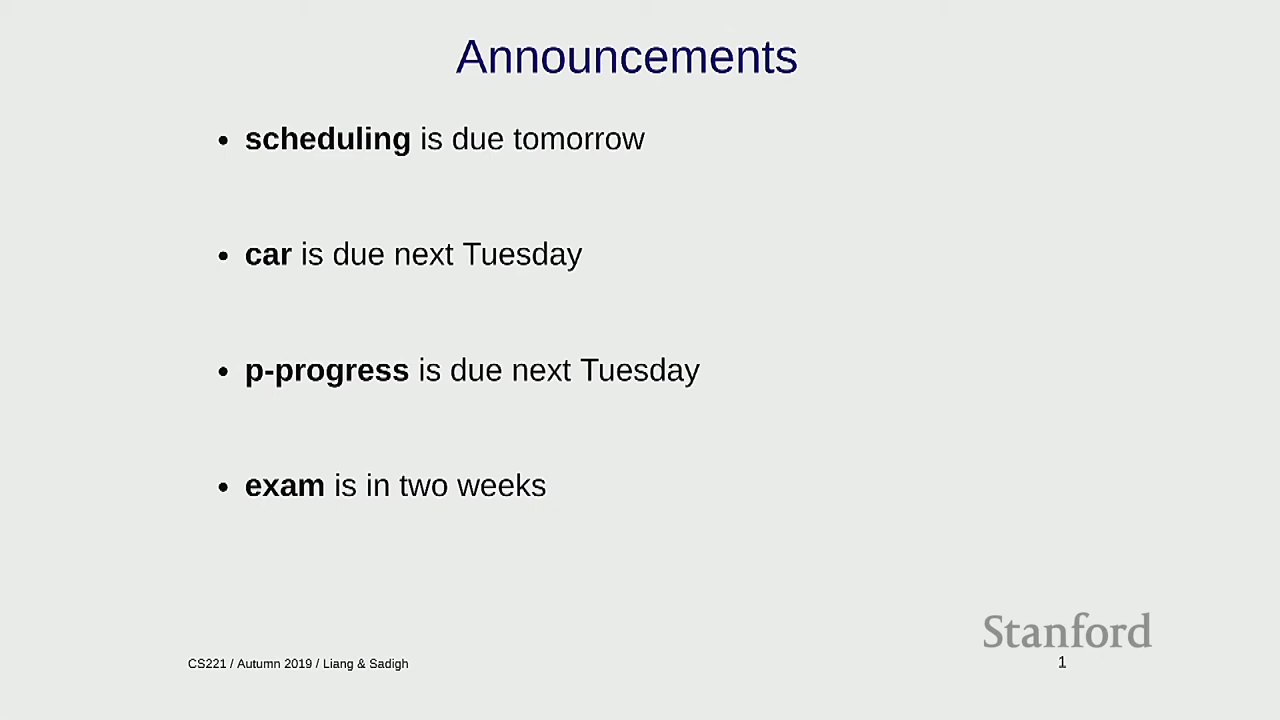 Announcements
• scheduling is due tomorrow
• car is due next Tuesday
• p-progress is due next Tuesday
• exam is in two weeks
Stanford
CS221 / Autumn 2019 / Liang & Sadigh
1